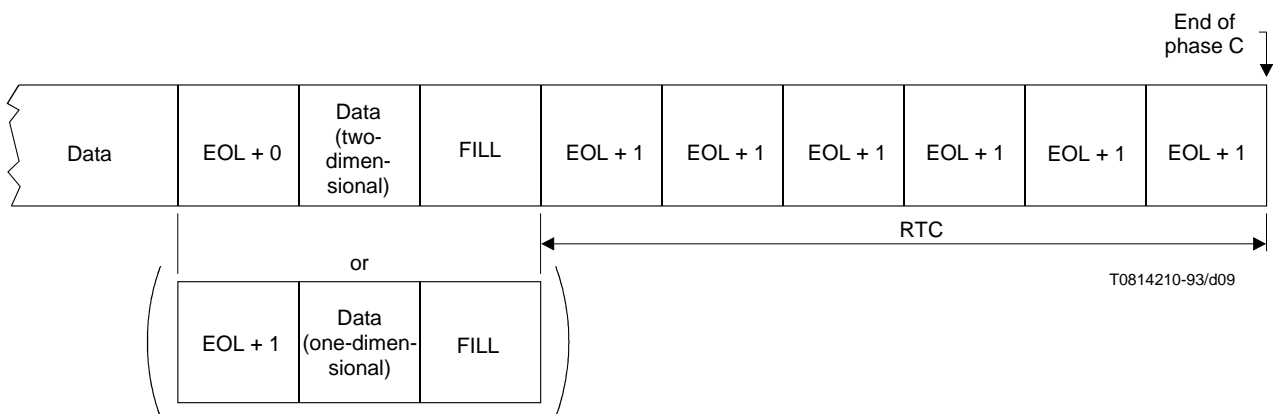 End of
phase C
Data
EOL + 0
Data
(two-
dimen-
sional)
FILL
EOL + 1
EOL + 1
EOL + 1
EOL + 1
EOL + 1
EOL + 1
RTC
or
T0814210-93/d09
EOL + 1
Data
(one-dimen-
sional)
FILL